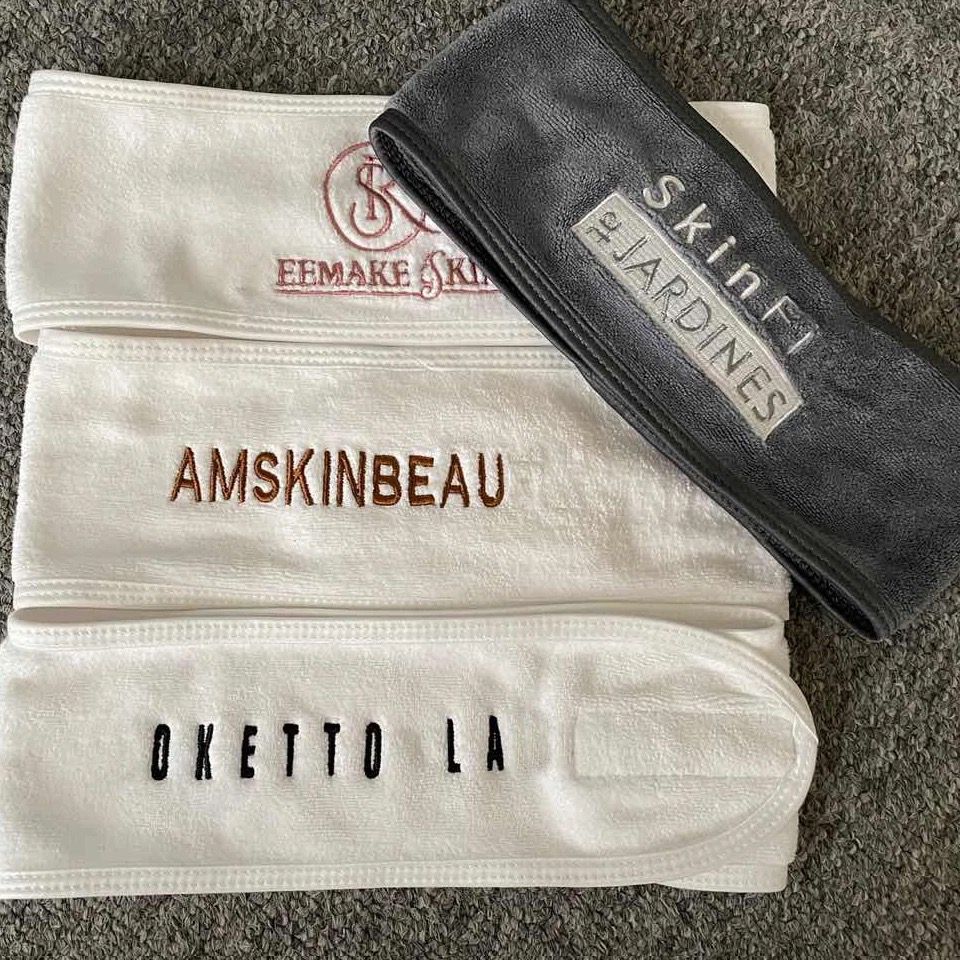 EEMAKE SKIN
AMSKINBEAU
OKETTO LA
SkinFI
JARDINES